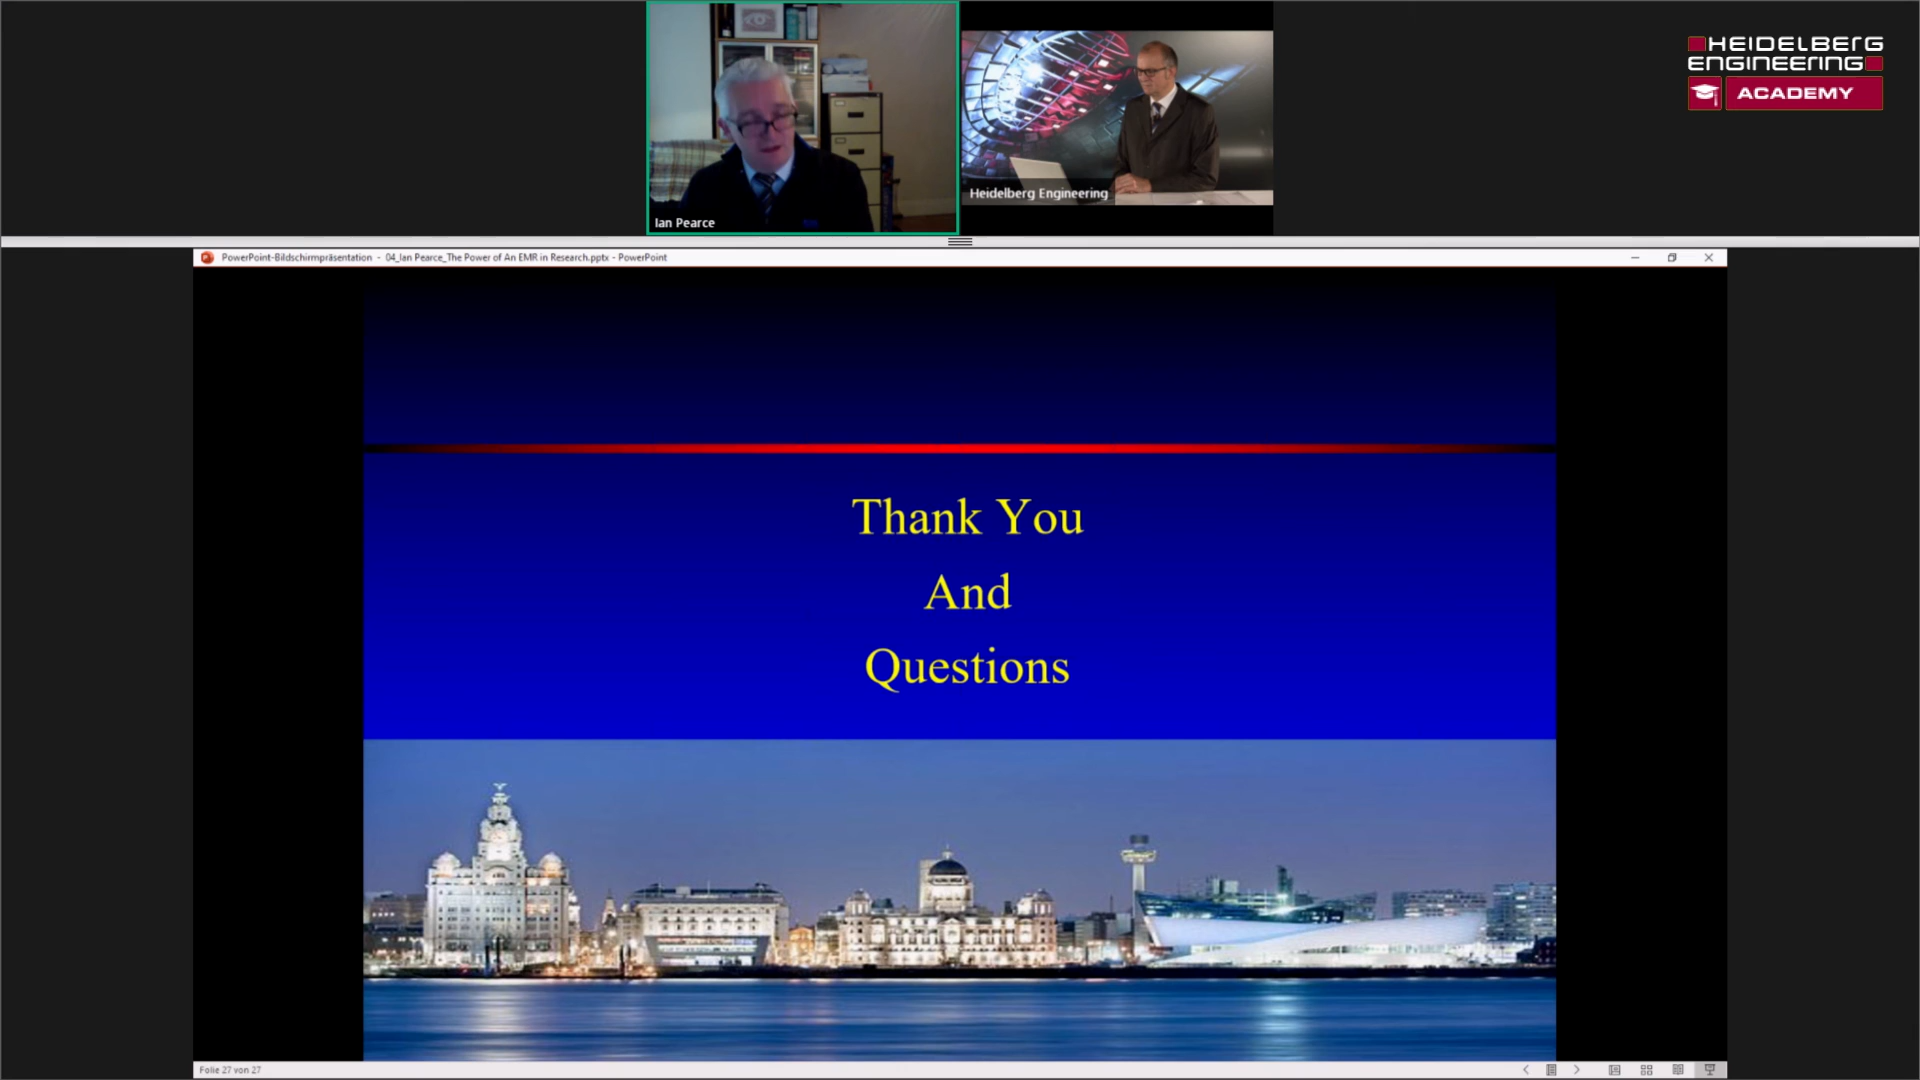 HEIDELBERG
ENGINEERING
ACADEMY
Ian Pearce
Heidelberg Engineering
PowerPoint-Bildschirmpräsentation - 04_Ian Pearce_The Power of An EMR in Research.pptx - PowerPoint
Thank You
And
Questions
Folie 27 von 27